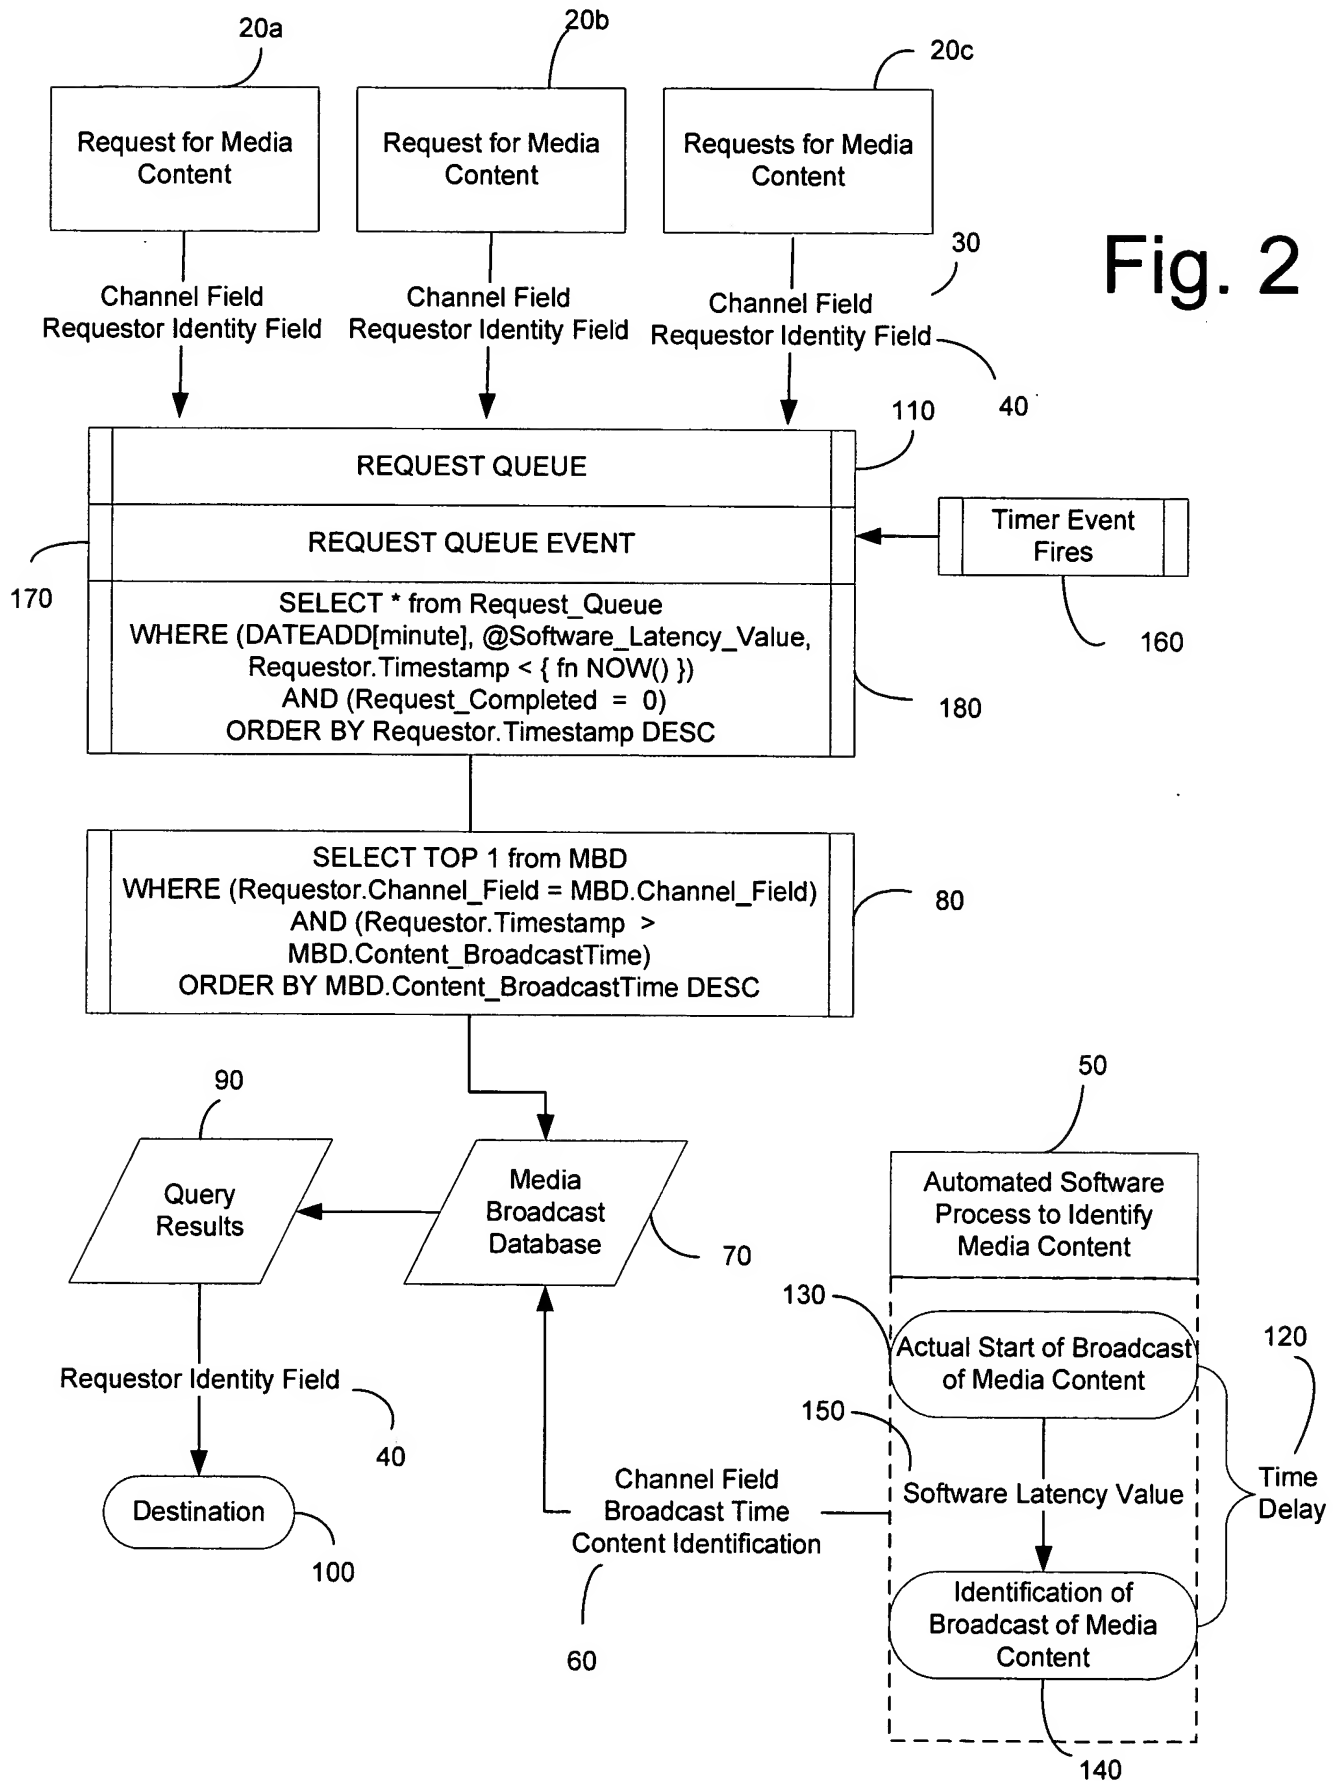 20a
20b
20c
Request for Media
Content
Request for Media
Content
Requests for Media
Content
30
Fig. 2
Channel Field
Requestor Identity Field
Channel Field
Requestor Identity Field
Channel Field
Requestor Identity Field
40
110
REQUEST QUEUE
Timer Event
Fires
REQUEST QUEUE EVENT
170
160
SELECT * from Request_Queue
WHERE (DATEADD[minute], @Software_Latency_Value,
Requestor.Timestamp < { fn NOW() })
AND (Request_Completed = 0)
ORDER BY Requestor.Timestamp DESC
180
SELECT TOP 1 from MBD
WHERE (Requestor.Channel_Field = MBD.Channel_Field)
AND (Requestor.Timestamp >
MBD.Content_BroadcastTime)
ORDER BY MBD.Content_BroadcastTime DESC
80
90
50
Query
Results
Media
Broadcast
Database
70
Automated Software
Process to Identify
Media Content
130
Actual Start of Broadcast
of Media Content
120
Requestor Identity Field
40
150
Channel Field
Broadcast Time
Content Identification
Software Latency Value
Time
Delay
Destination
100
60
Identification of
Broadcast of Media
Content
140